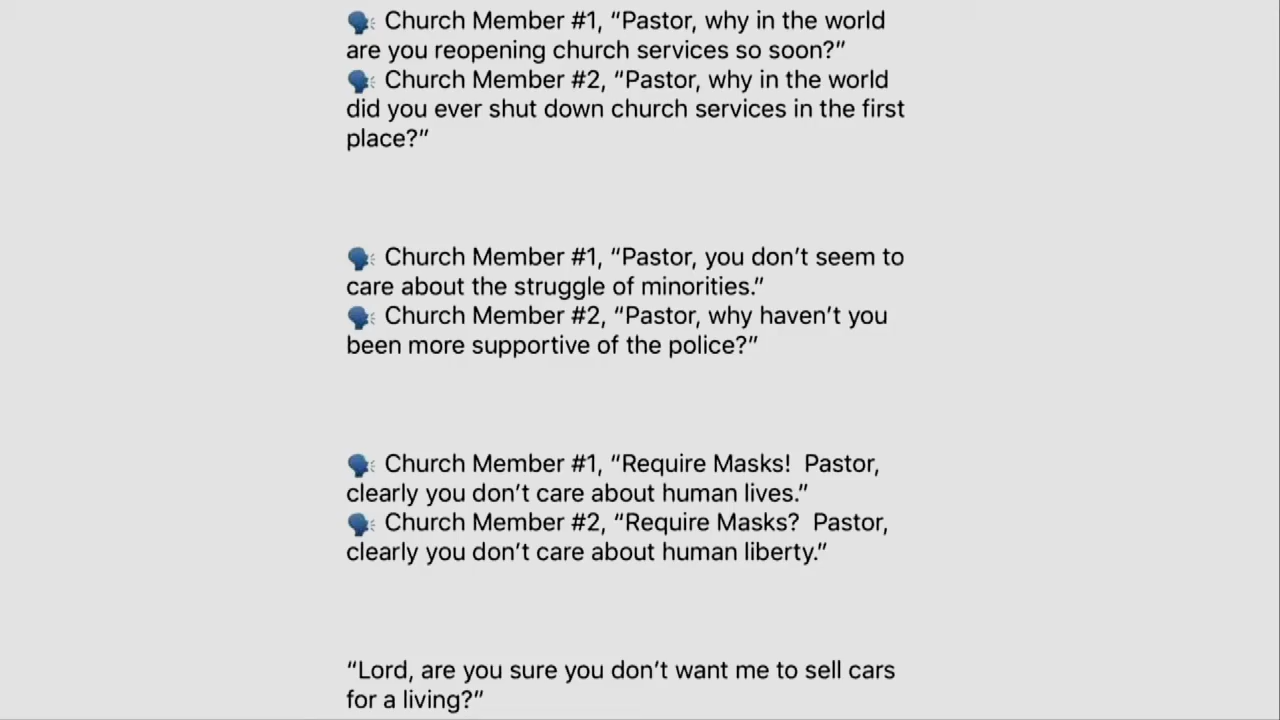 🗣 Church Member #1, “Pastor, why in the world
are you reopening church services so soon?”
🗣 Church Member #2, “Pastor, why in the world
did you ever shut down church services in the first
place?”
🗣 Church Member #1, “Pastor, you don’t seem to
care about the struggle of minorities.”
🗣 Church Member #2, “Pastor, why haven’t you
been more supportive of the police?”
🗣 Church Member #1, “Require Masks!  Pastor,
clearly you don’t care about human lives.”
🗣 Church Member #2, “Require Masks?  Pastor,
clearly you don’t care about human liberty.”
“Lord, are you sure you don’t want me to sell cars
for a living?”